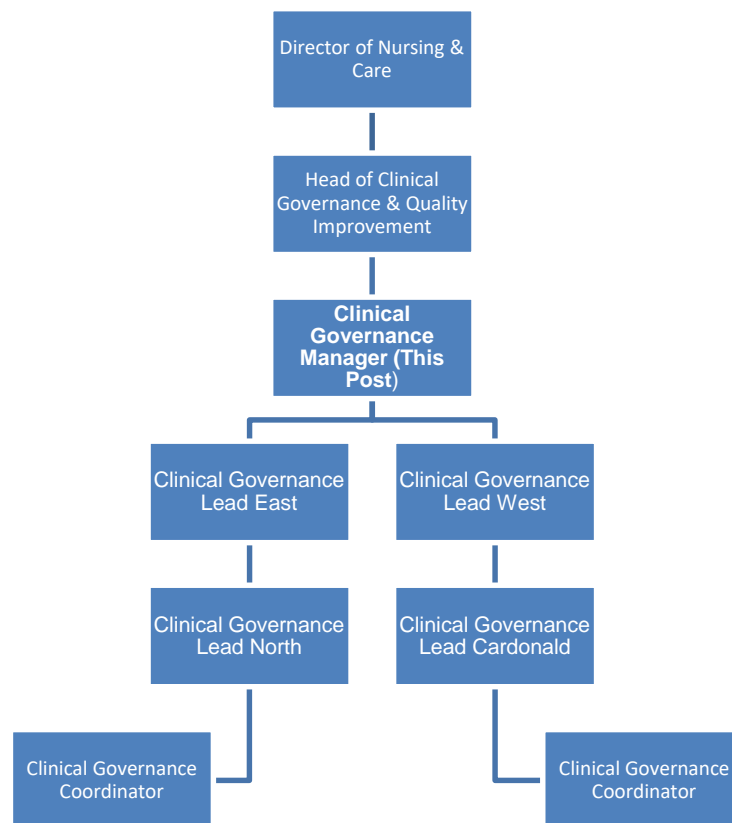 Director of Nursing &
Care
Head of Clinical
Governance & Quality
Improvement
Clinical
Governance
Manager (This
Post)
Clinical Governance
Lead East
Clinical Governance
Lead West
Clinical Governance
Lead North
Clinical Governance
Lead Cardonald
Clinical Governance
Coordinator
Clinical Governance
Coordinator